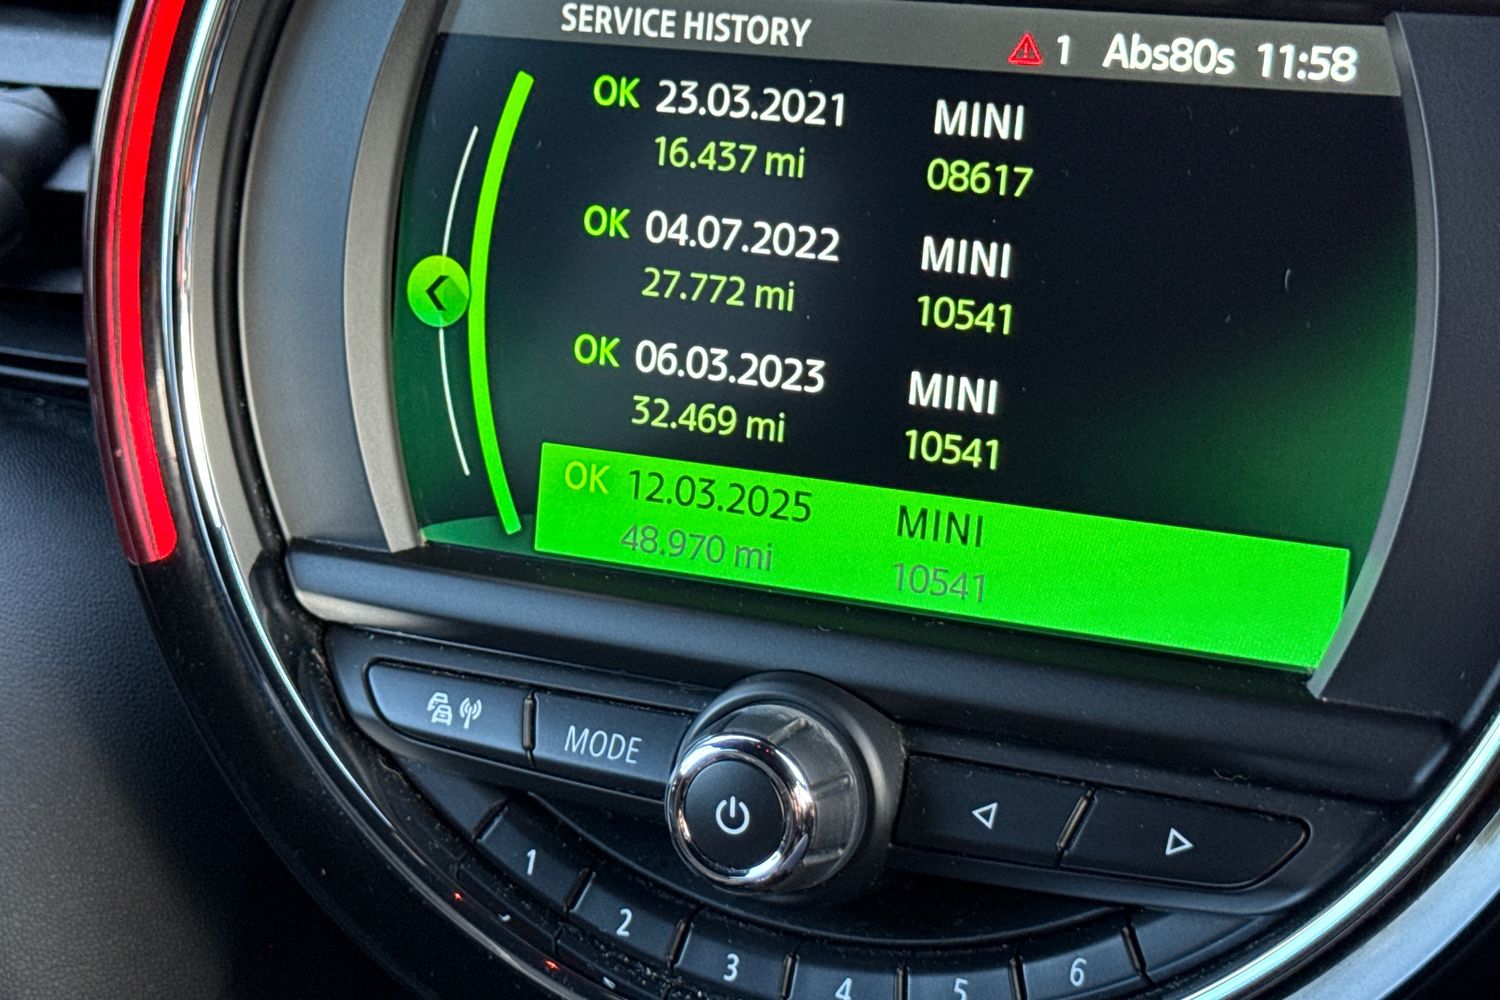 SERVICE HISTORY
1 Abs80s 11:58
OK 23.03.2021 MINI
16.437 mi 08617
OK 04.07.2022 MINI
27.772 mi 10541
OK 06.03.2023 MINI
32.469 mi 10541
OK 12.03.2025 MINI
48.970 mi 10541
MODE
1
2
3
4
5
6